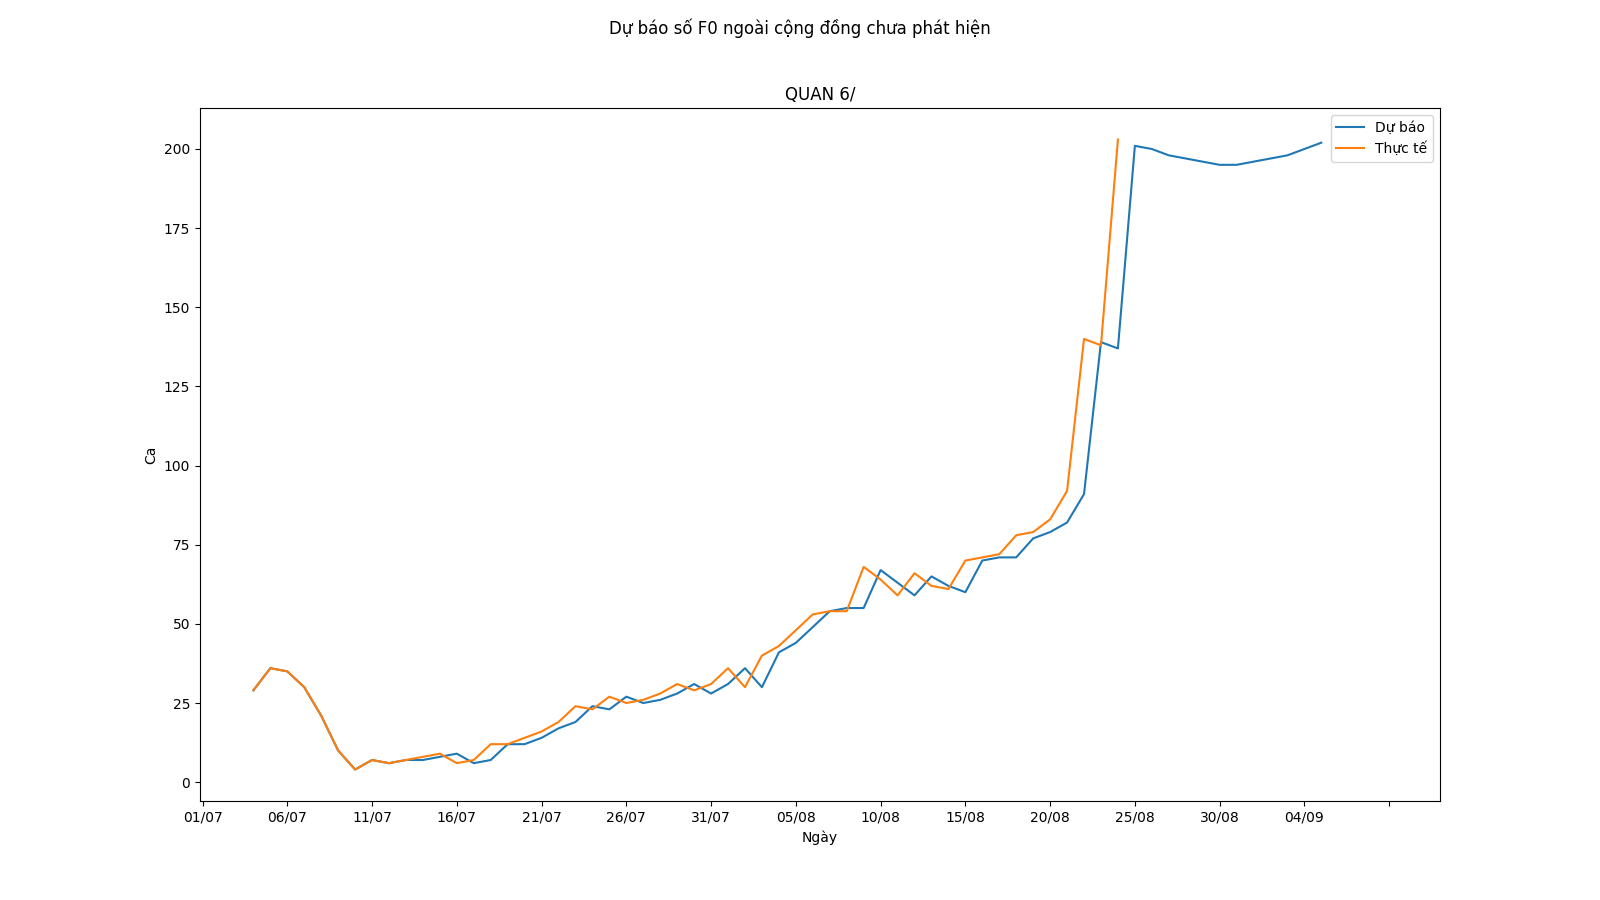 Dự báo số F0 ngoài cộng đồng chưa phát hiện
QUAN 6/
Dự báo
Thực tế
200
175
150
125
100
75
50
25
0
Ca
01/07 06/07 11/07 16/07 21/07 26/07 31/07 05/08 10/08 15/08 20/08 25/08 30/08 04/09
Ngày